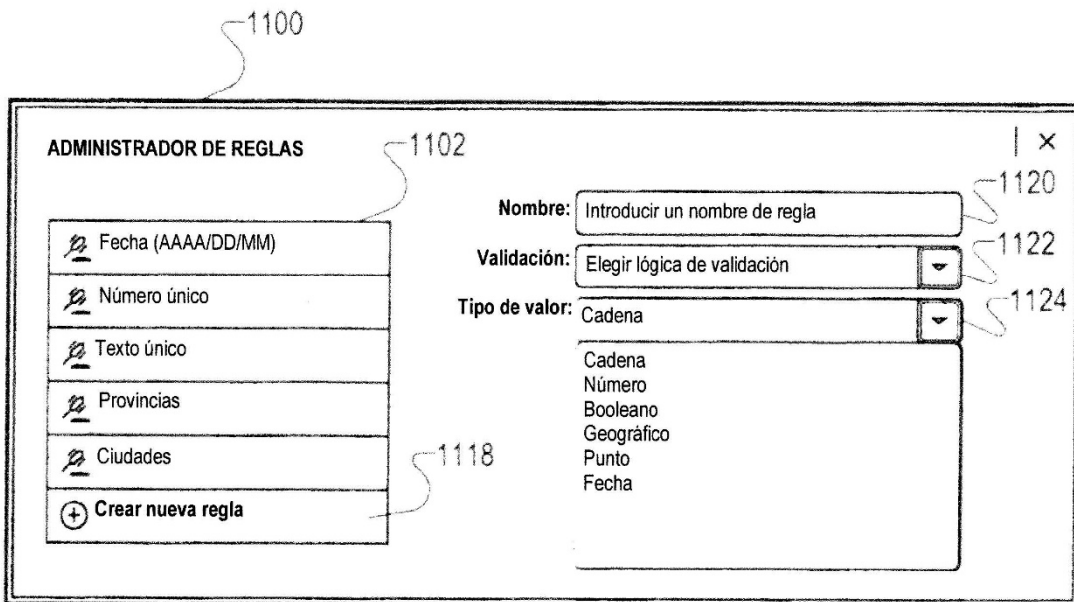 1100
ADMINISTRADOR DE REGLAS
1102
Fecha (AAAA/DD/MM)
Número único
Texto único
Provincias
Ciudades
Crear nueva regla
1118
Nombre: Introducir un nombre de regla
1120
Validación: Elegir lógica de validación
1122
Tipo de valor: Cadena
1124
Cadena
Número
Booleano
Geográfico
Punto
Fecha